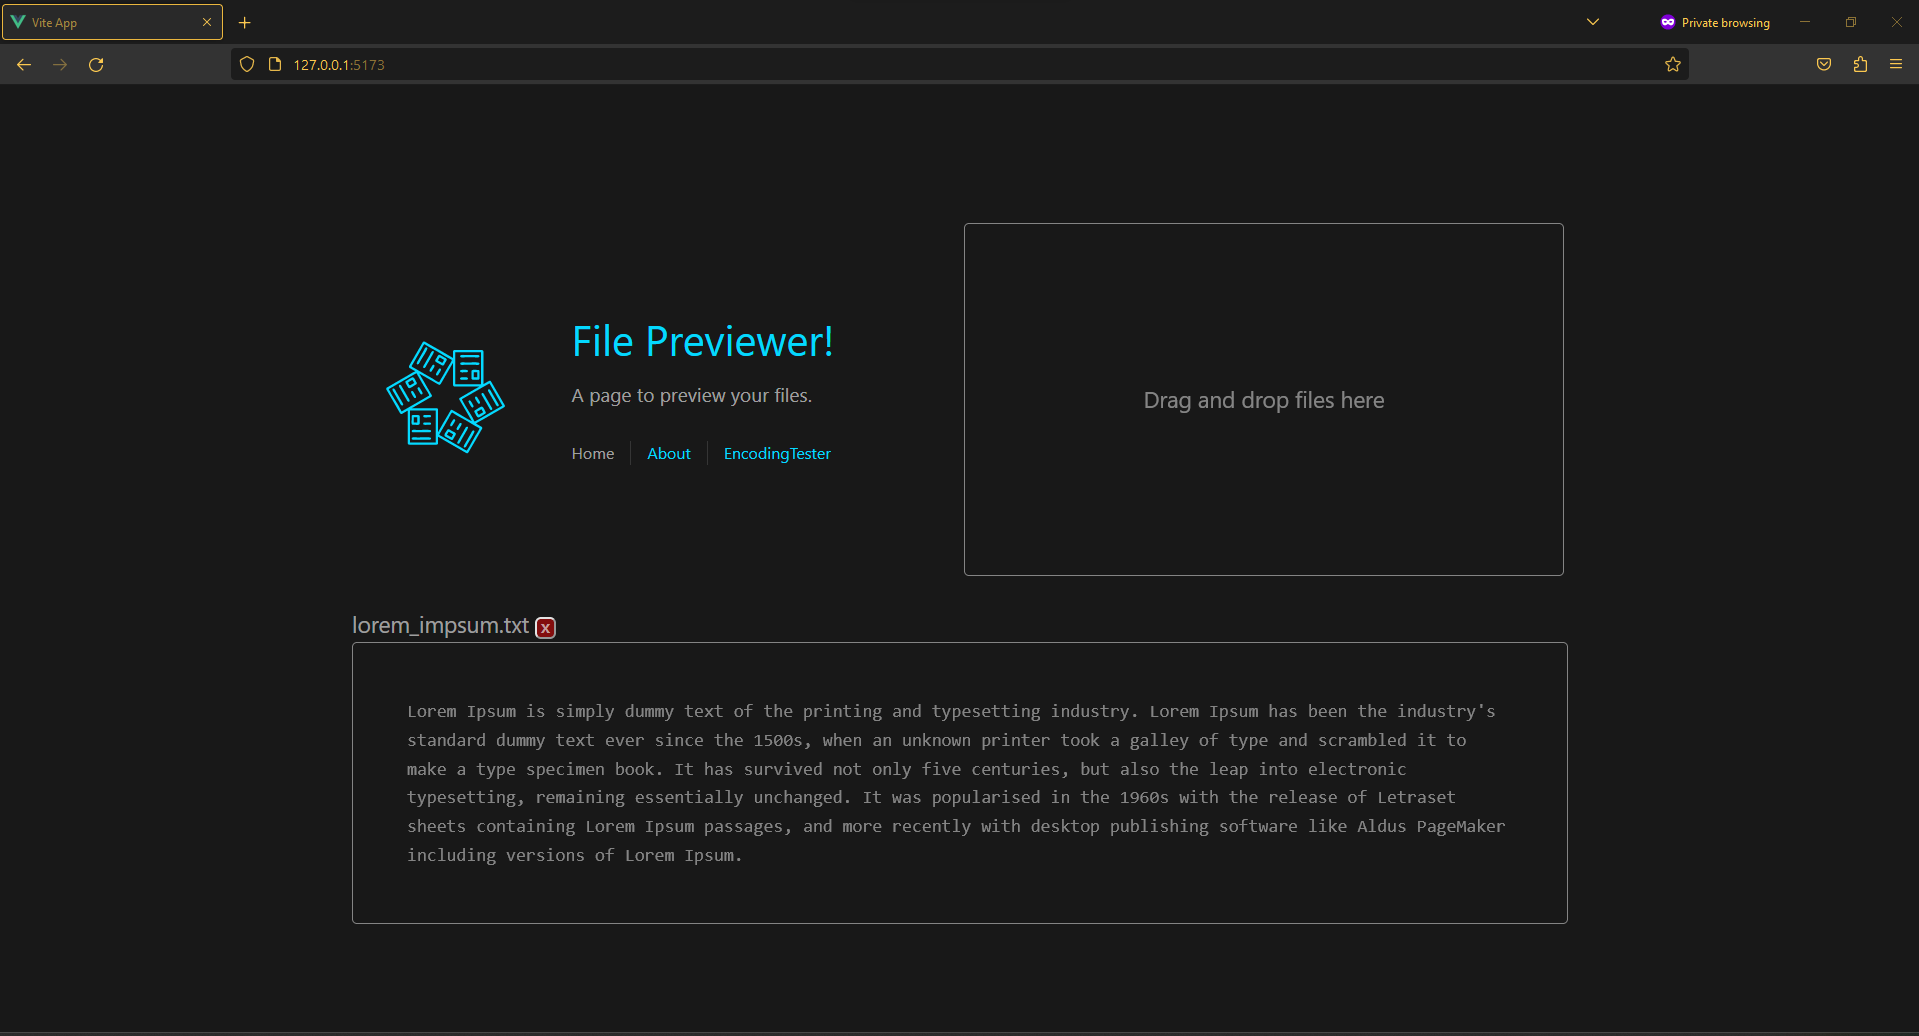 Vite App
Private browsing
127.0.0.1:5173
File Previewer!
A page to preview your files.
Home About EncodingTester
Drag and drop files here
lorem_impsum.txt x
Lorem Ipsum is simply dummy text of the printing and typesetting industry. Lorem Ipsum has been the industry's
standard dummy text ever since the 1500s, when an unknown printer took a galley of type and scrambled it to
make a type specimen book. It has survived not only five centuries, but also the leap into electronic
typesetting, remaining essentially unchanged. It was popularised in the 1960s with the release of Letraset
sheets containing Lorem Ipsum passages, and more recently with desktop publishing software like Aldus PageMaker
including versions of Lorem Ipsum.